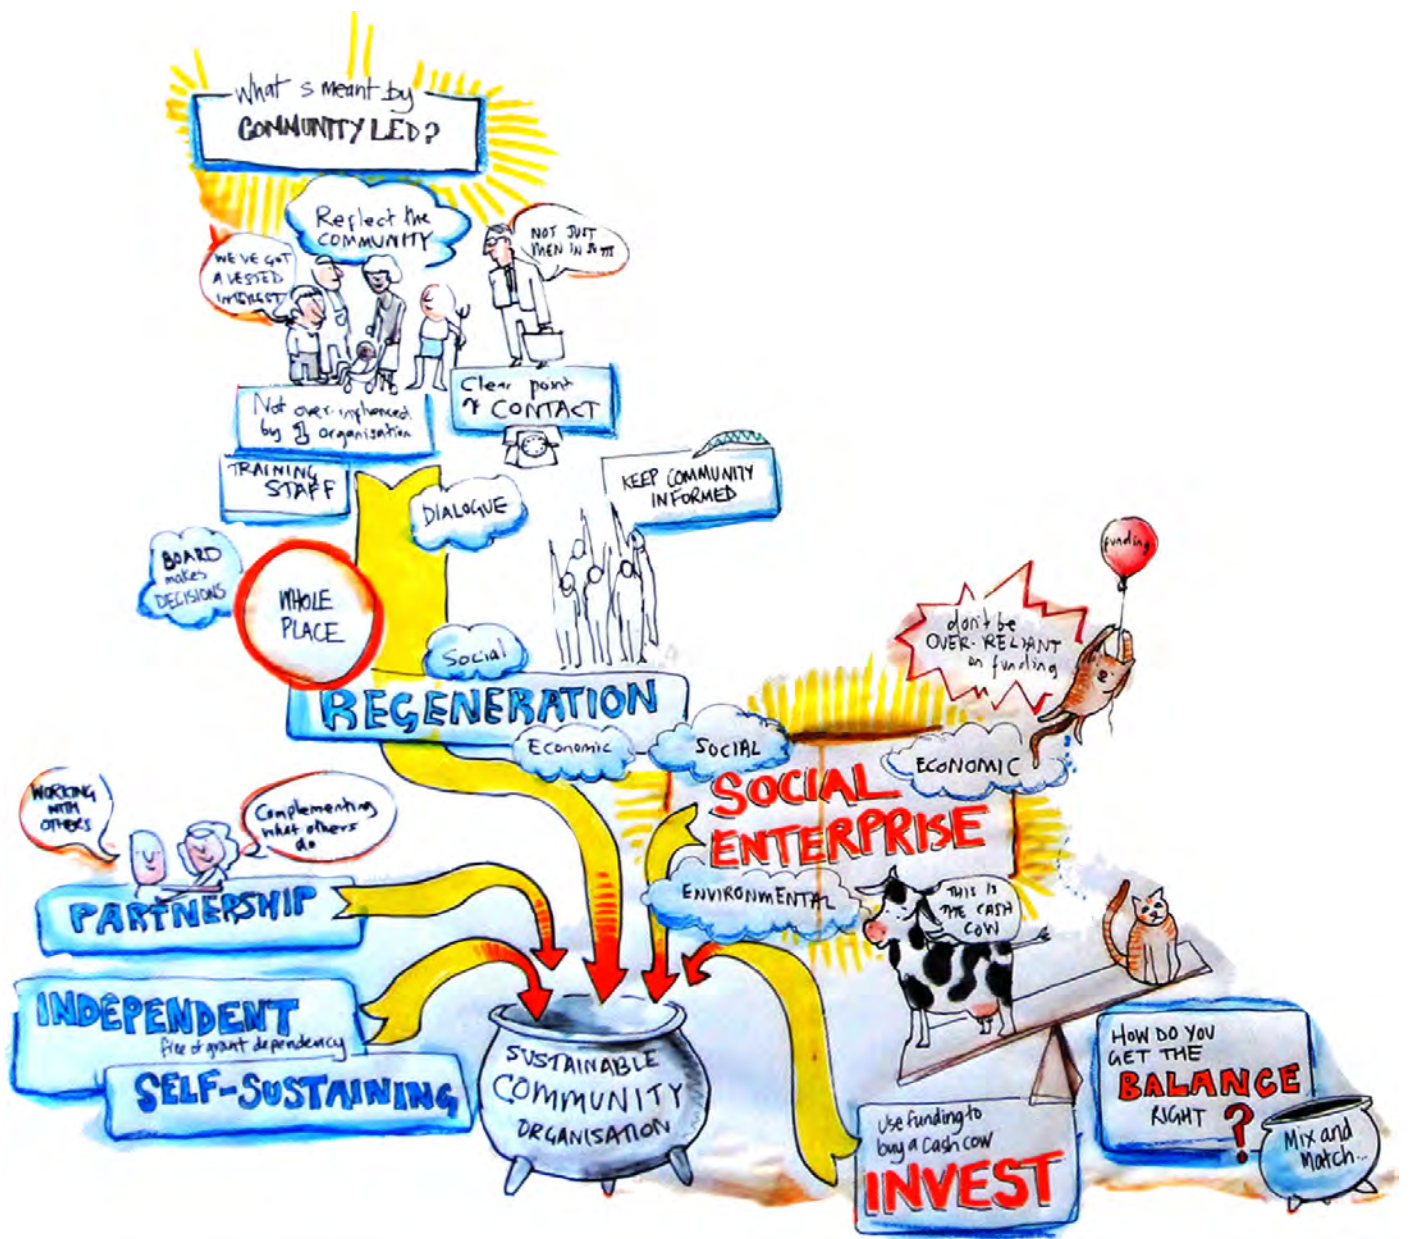 What s meant by
COMMUNITY LED?
Reflect the
COMMUNITY
WE'VE GOT
A VESTED
INTEREST
NOT JUST
MEN IN
Not over-influenced
by 1 organisation
Clear point
of CONTACT
TRAINING
STAFF
DIALOGUE
KEEP COMMUNITY
INFORMED
BOARD
makes
DECISIONS
WHOLE
PLACE
Social
REGENERATION
Economic
funding
don't be
OVER-RELIANT
on funding
SOCIAL
ECONOMIC
SOCIAL
ENTERPRISE
ENVIRONMENTAL
THIS IS
THE CASH
COW
WORKING
WITH
OTHERS
Complementing
what others
do
PARTNERSHIP
INDEPENDENT
free of grant dependency
SELF-SUSTAINING
SUSTAINABLE
COMMUNITY
ORGANISATION
Use funding to
buy a cash cow
INVEST
HOW DO YOU
GET THE
BALANCE
RIGHT ?
Mix and
Match...